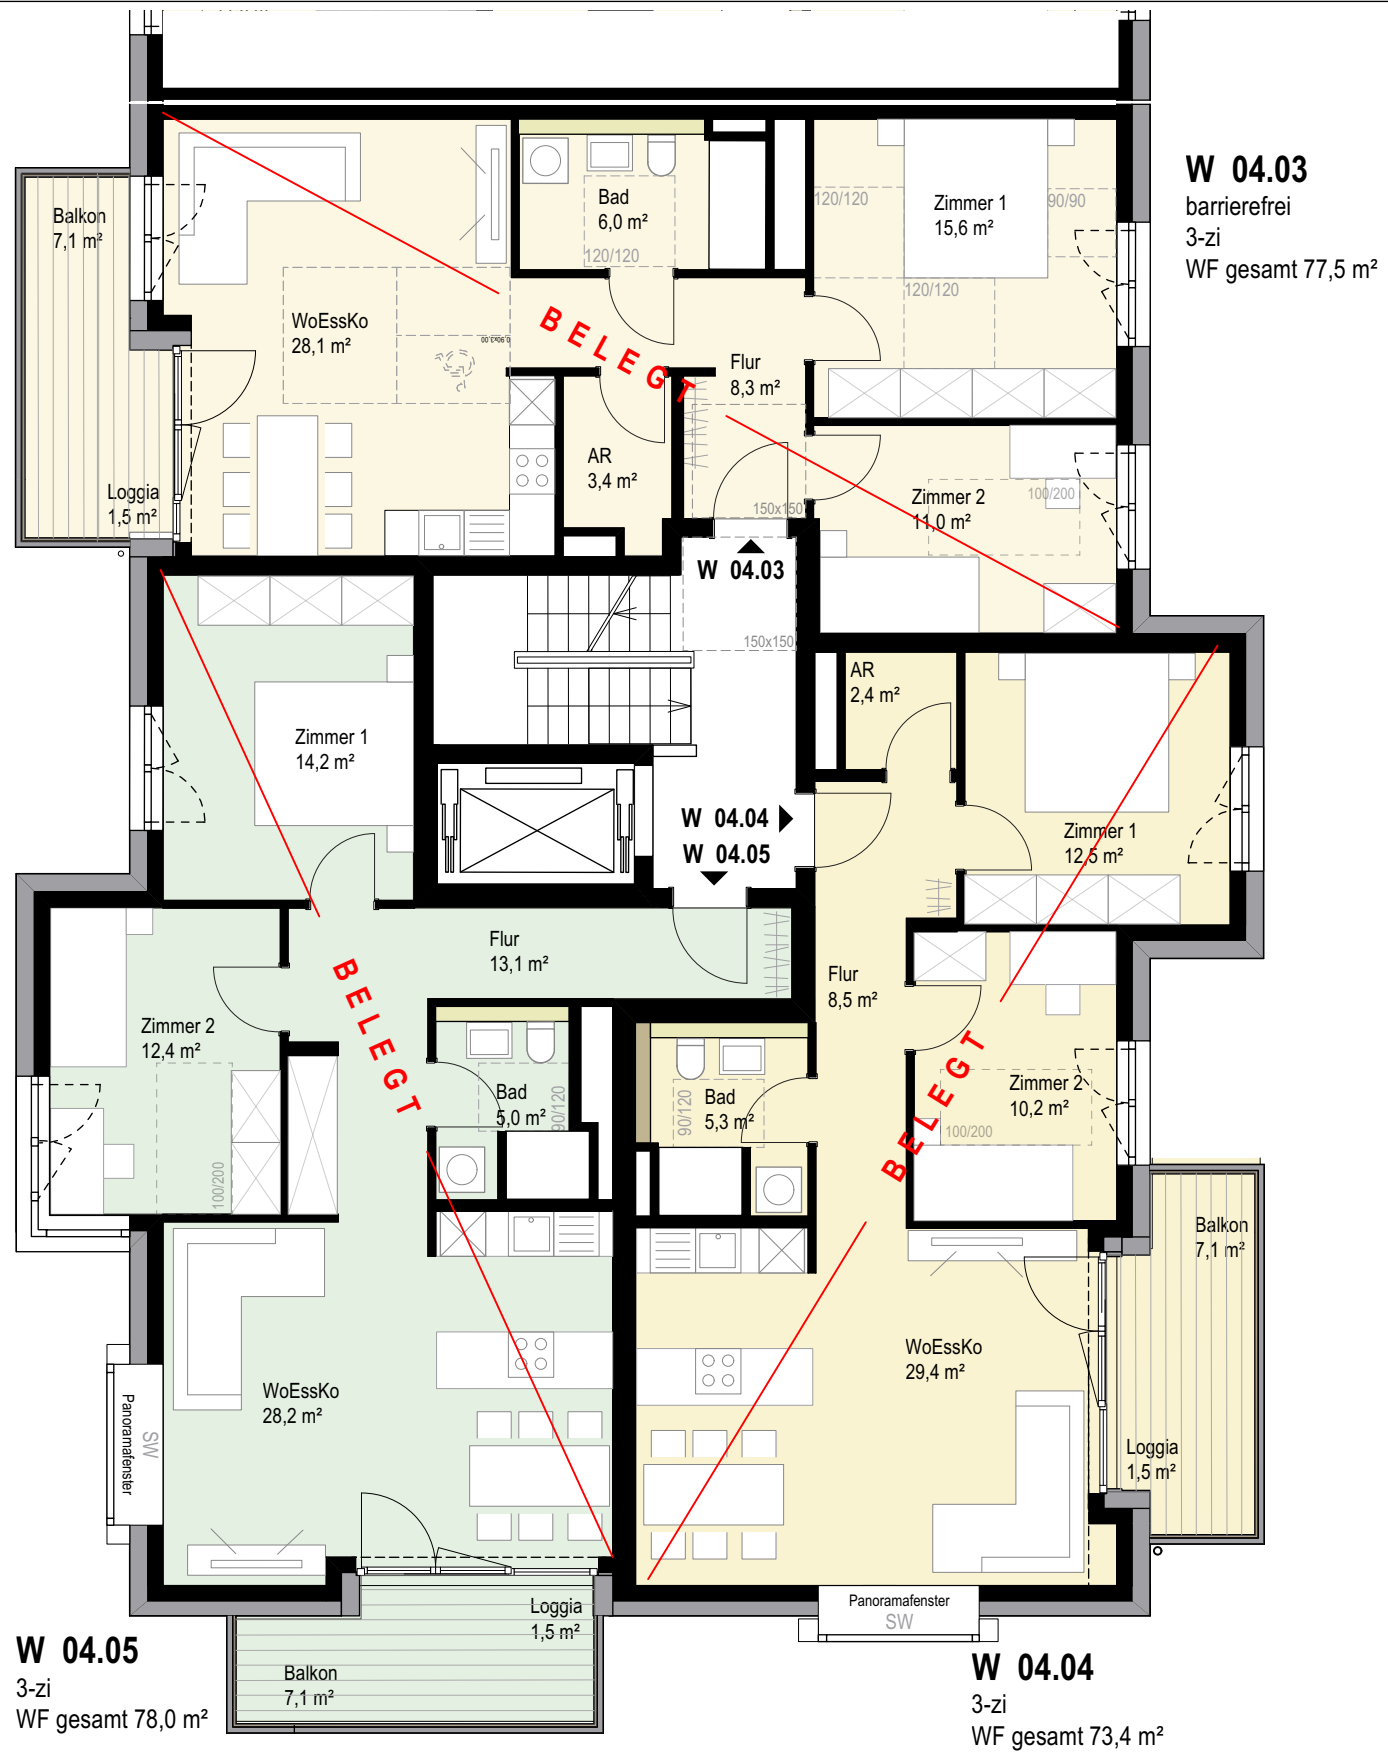 W 04.03
barrierefrei
3-zi
WF gesamt 77,5 m²
Balkon
7,1 m²
Loggia
1,5 m²
WoEssKo
28,1 m²
0,90x3,00
Bad
6,0 m²
120/120
BELEGT
AR
3,4 m²
Flur
8,3 m²
150x150
120/120
Zimmer 1
15,6 m²
90/90
120/120
Zimmer 2
11,0 m²
100/200
W 04.03
150x150
W 04.04
W 04.05
Zimmer 1
14,2 m²
Flur
13,1 m²
BELEGT
Zimmer 2
12,4 m²
100/200
Bad
5,0 m²
90/120
WoEssKo
28,2 m²
Panoramafenster
SW
Loggia
1,5 m²
Balkon
7,1 m²
W 04.05
3-zi
WF gesamt 78,0 m²
AR
2,4 m²
Zimmer 1
12,5 m²
Flur
8,5 m²
BELEGT
Zimmer 2
10,2 m²
100/200
Bad
5,3 m²
90/120
WoEssKo
29,4 m²
Balkon
7,1 m²
Loggia
1,5 m²
Panoramafenster
SW
W 04.04
3-zi
WF gesamt 73,4 m²